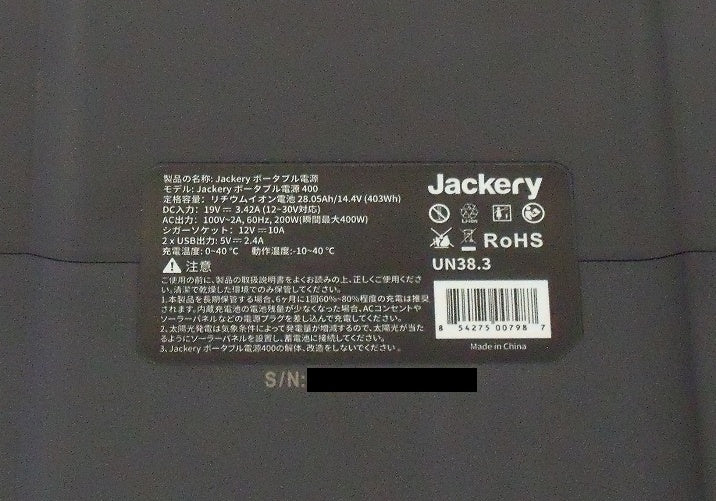 製品の名称: Jackery ポータブル電源
モデル: Jackery ポータブル電源 400
定格容量: リチウムイオン電池 28.05Ah/14.4V (403Wh)
DC入力: 19V⎓3.42A (12~30V対応)
AC出力: 100V~2A, 60Hz, 200W(瞬間最大400W)
シガーソケット: 12V⎓10A
2 x USB出力: 5V⎓2.4A
充電温度: 0~40 ℃ 動作温度:-10~40 ℃
注意
ご使用の前に、製品の取扱説明書をよくお読みの上、正しくご使用くださ
い。清潔で乾燥した環境でのみ保管してください。
1.本製品を長期保管する場合、6ヶ月に1回60%~80%程度の充電は推奨
されます。内蔵充電池の電池残量が少なくなった場合、ACコンセントや
ソーラーパネルなどの電源プラグを差し込んで充電してください。
2、太陽光発電は気象条件によって発電量が増減するので、太陽光が当た
るようにソーラーパネルを設置し、蓄電池に接続してください。
3、Jackery ポータブル電源400の解体、改造をしないでください。
Jackery
RoHS
UN38.3
8 54275 00798 7
Made in China
S/N: